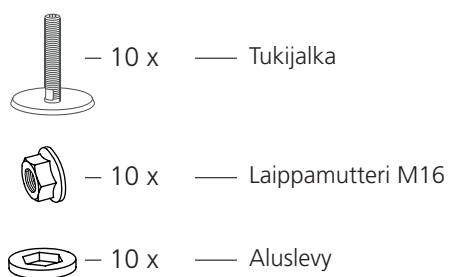 – 10 x — Tukijalka
– 10 x — Laippamutteri M16
– 10 x — Aluslevy